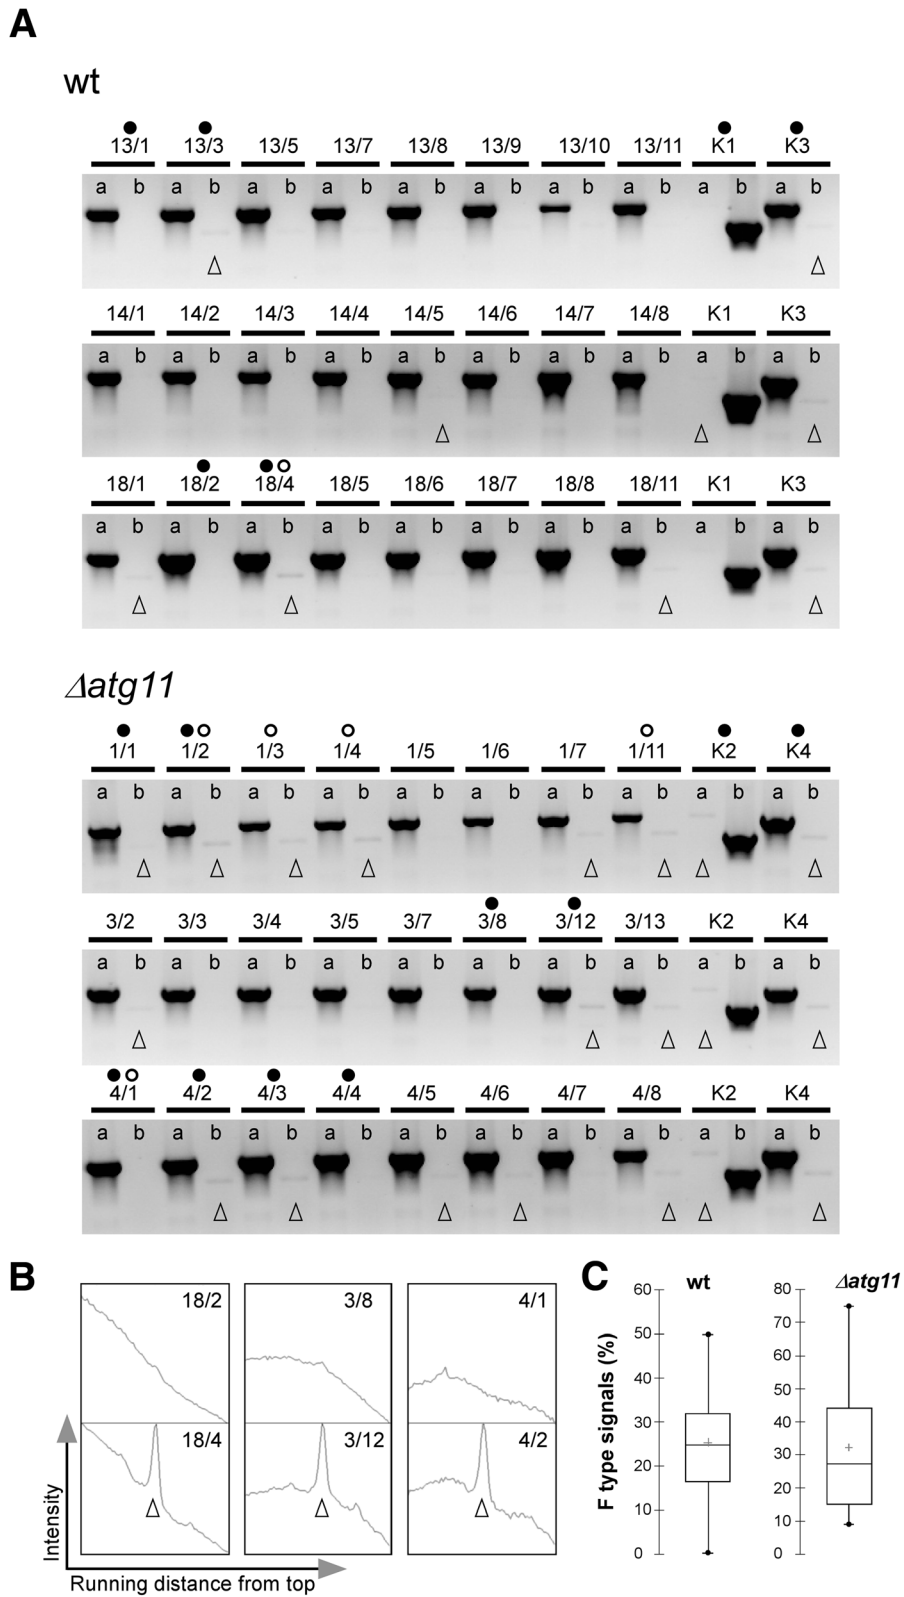 A
wt
13/1 13/3 13/5 13/7 13/8 13/9 13/10 13/11 K1 K3
a b a b a b a b a b a b a b a b a b a b
14/1 14/2 14/3 14/4 14/5 14/6 14/7 14/8 K1 K3
a b a b a b a b a b a b a b a b a b a b
18/1 18/2 18/4 18/5 18/6 18/7 18/8 18/11 K1 K3
a b a b a b a b a b a b a b a b a b a b
Δatg11
1/1 1/2 1/3 1/4 1/5 1/6 1/7 1/11 K2 K4
a b a b a b a b a b a b a b a b a b a b
3/2 3/3 3/4 3/5 3/7 3/8 3/12 3/13 K2 K4
a b a b a b a b a b a b a b a b a b a b
4/1 4/2 4/3 4/4 4/5 4/6 4/7 4/8 K2 K4
a b a b a b a b a b a b a b a b a b a b
B
18/2 3/8 4/1
18/4 3/12 4/2
Intensity
Running distance from top
C
wt
F type signals (%)
60
50
40
30
20
10
0
Δatg11
80
70
60
50
40
30
20
10
0